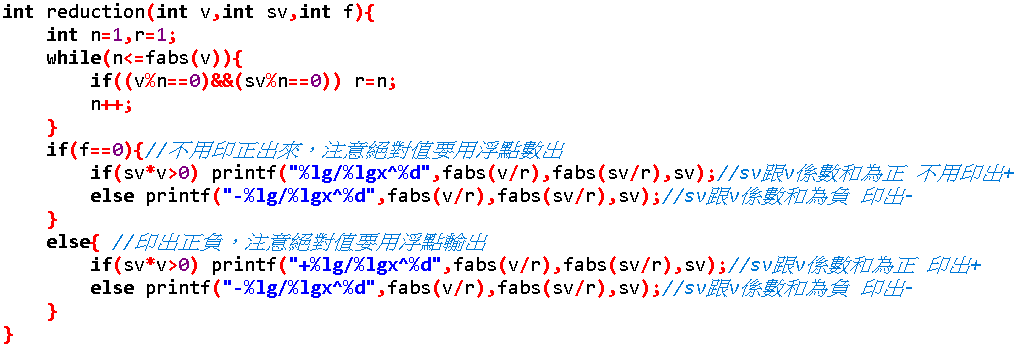 int reduction(int v,int sv,int f){
    int n=1,r=1;
    while(n<=fabs(v)){
        if((v%n==0)&&(sv%n==0)) r=n;
        n++;
    }
    if(f==0){//不用印正出來，注意絕對值要用浮點數出
        if(sv*v>0) printf("%lg/%lgx^%d",fabs(v/r),fabs(sv/r),sv);//sv跟v係數和為正 不用印出+
        else printf("-%lg/%lgx^%d",fabs(v/r),fabs(sv/r),sv);//sv跟v係數和為負 印出-
    }
    else{ //印出正負，注意絕對值要用浮點輸出
        if(sv*v>0) printf("+%lg/%lgx^%d",fabs(v/r),fabs(sv/r),sv);//sv跟v係數和為正 印出+
        else printf("-%lg/%lgx^%d",fabs(v/r),fabs(sv/r),sv);//sv跟v係數和為負 印出-
    }
}